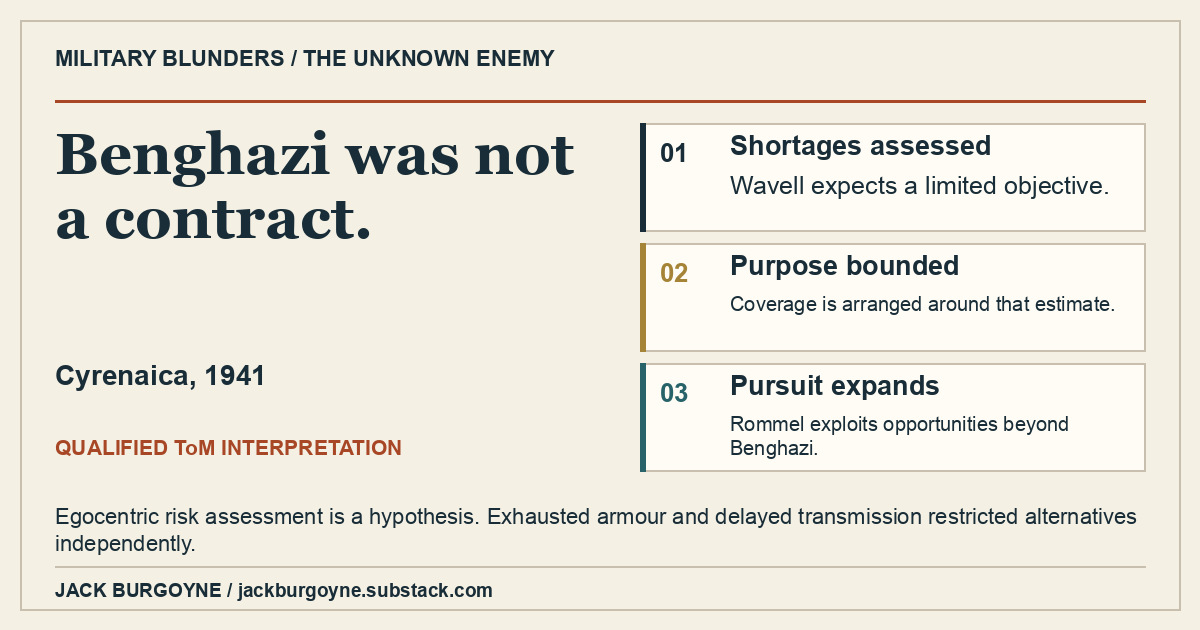 MILITARY BLUNDERS / THE UNKNOWN ENEMY
Benghazi was not
a contract.
Cyrenaica, 1941
QUALIFIED ToM INTERPRETATION
01
Shortages assessed
Wavell expects a limited objective.
02
Purpose bounded
Coverage is arranged around that estimate.
03
Pursuit expands
Rommel exploits opportunities beyond
Benghazi.
Egocentric risk assessment is a hypothesis. Exhausted armour and delayed transmission restricted alternatives
independently.
JACK BURGOYNE / jackburgoyne.substack.com